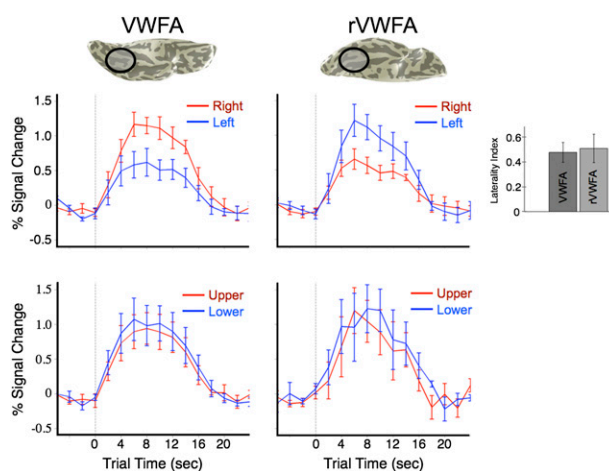 VWFA
rVWFA
% Signal Change
1.5
1.0
0.5
0
-0.5
Right
Left
Right
Left
Laterality Index
0.6
0.4
0.2
0
VWFA
rVWFA
% Signal Change
1.5
1.0
0.5
0
-0.5
Upper
Lower
Upper
Lower
0 4 8 12 16 20
0 4 8 12 16 20
Trial Time (sec)
Trial Time (sec)